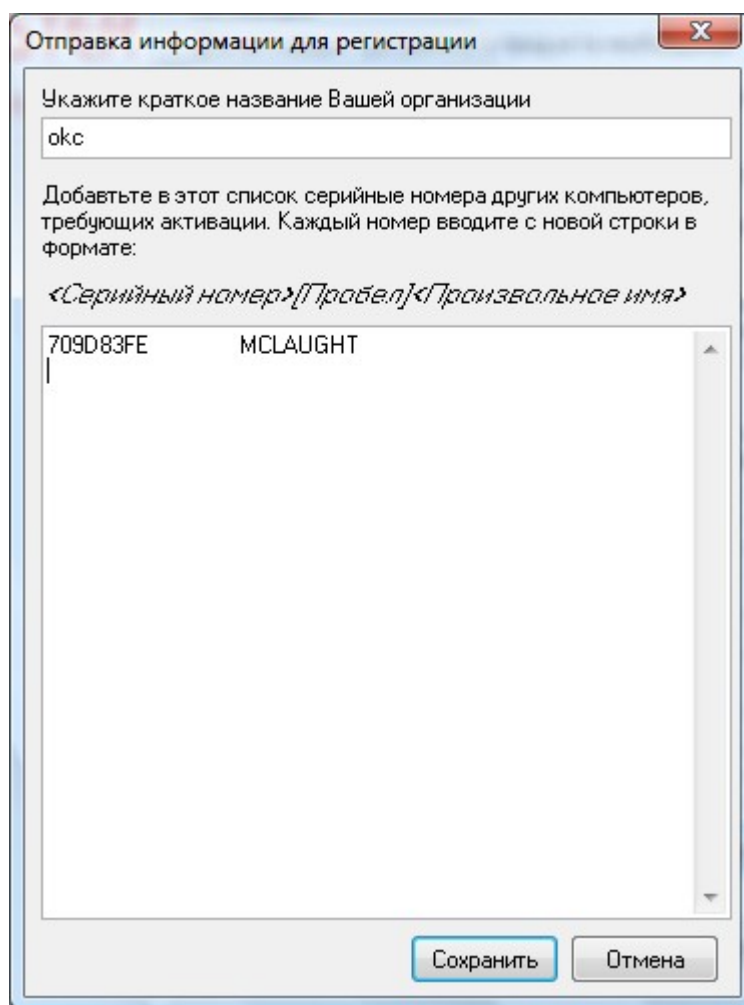 Отправка информации для регистрации
Укажите краткое название Вашей организации
okc
Добавтьте в этот список серийные номера других компьютеров,
требующих активации. Каждый номер вводите с новой строки в
формате:
<Серийный номер>[Пробел]<Произвольное имя>
709D83FE MCLAUGHT
Сохранить Отмена